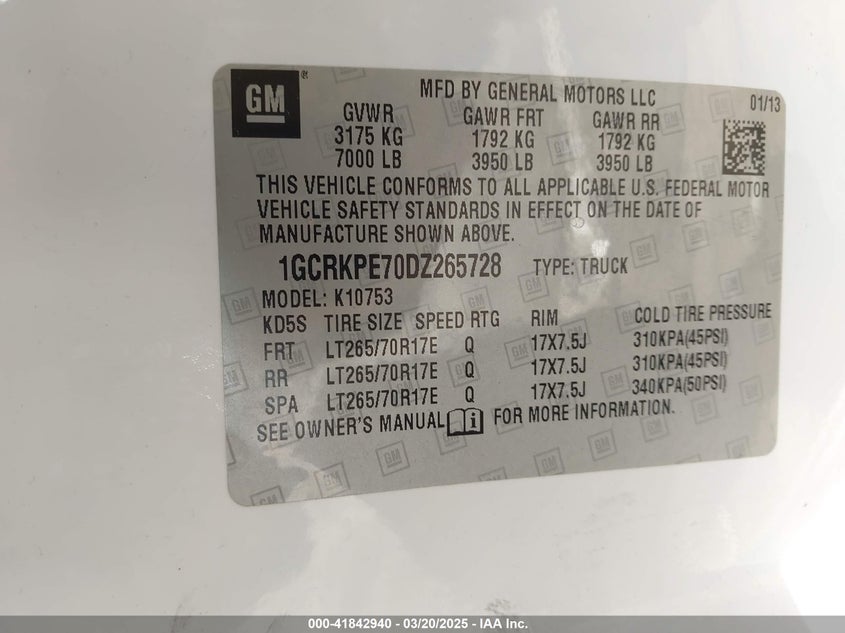 GM ®
MFD BY GENERAL MOTORS LLC 01/13
GVWR GAWR FRT GAWR RR
3175 KG 1792 KG 1792 KG
7000 LB 3950 LB 3950 LB
THIS VEHICLE CONFORMS TO ALL APPLICABLE U.S. FEDERAL MOTOR
VEHICLE SAFETY STANDARDS IN EFFECT ON THE DATE OF
MANUFACTURE SHOWN ABOVE.
1GCRKPE70DZ265728 TYPE: TRUCK
MODEL: K10753
KD5S TIRE SIZE SPEED RTG RIM COLD TIRE PRESSURE
FRT LT265/70R17E Q 17X7.5J 310KPA(45PSI)
RR LT265/70R17E Q 17X7.5J 310KPA(45PSI)
SPA LT265/70R17E Q 17X7.5J 340KPA(50PSI)
SEE OWNER'S MANUAL i FOR MORE INFORMATION.
000-41842940 - 03/20/2025 - IAA, Inc.